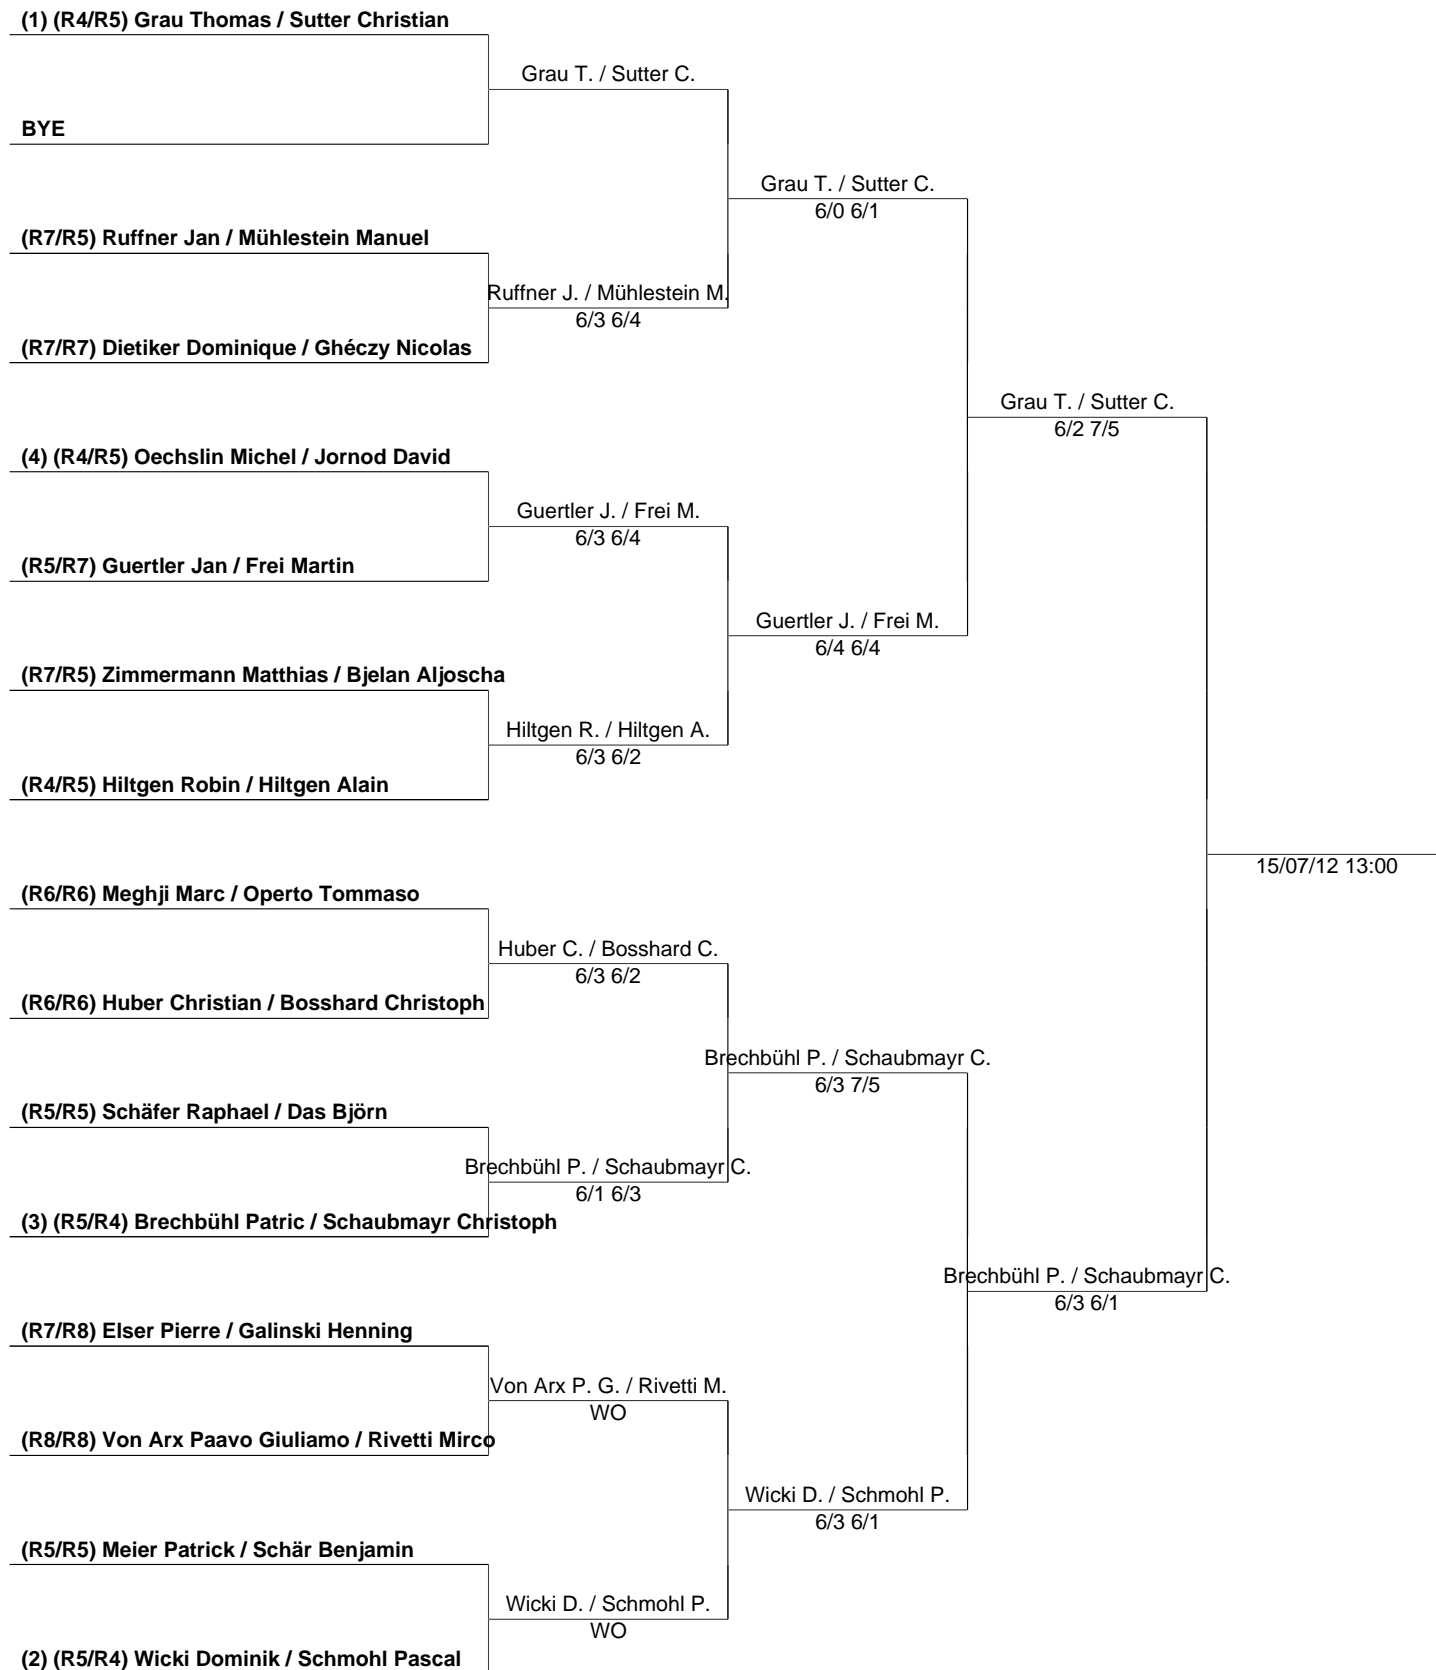 (1) (R4/R5) Grau Thomas / Sutter Christian
Grau T. / Sutter C.
BYE
Grau T. / Sutter C.
6/0 6/1
(R7/R5) Ruffner Jan / Mühlestein Manuel
Ruffner J. / Mühlestein M.
6/3 6/4
(R7/R7) Dietiker Dominique / Ghéczy Nicolas
Grau T. / Sutter C.
6/2 7/5
(4) (R4/R5) Oechslin Michel / Jornod David
Guertler J. / Frei M.
6/3 6/4
(R5/R7) Guertler Jan / Frei Martin
Guertler J. / Frei M.
6/4 6/4
(R7/R5) Zimmermann Matthias / Bjelan Aljoscha
Hiltgen R. / Hiltgen A.
6/3 6/2
(R4/R5) Hiltgen Robin / Hiltgen Alain
15/07/12 13:00
(R6/R6) Meghji Marc / Operto Tommaso
Huber C. / Bosshard C.
6/3 6/2
(R6/R6) Huber Christian / Bosshard Christoph
Brechbühl P. / Schaubmayr C.
6/3 7/5
(R5/R5) Schäfer Raphael / Das Björn
Brechbühl P. / Schaubmayr C.
6/1 6/3
(3) (R5/R4) Brechbühl Patric / Schaubmayr Christoph
Brechbühl P. / Schaubmayr C.
6/3 6/1
(R7/R8) Elser Pierre / Galinski Henning
Von Arx P. G. / Rivetti M.
WO
(R8/R8) Von Arx Paavo Giuliamo / Rivetti Mirco
Wicki D. / Schmohl P.
6/3 6/1
(R5/R5) Meier Patrick / Schär Benjamin
Wicki D. / Schmohl P.
WO
(2) (R5/R4) Wicki Dominik / Schmohl Pascal